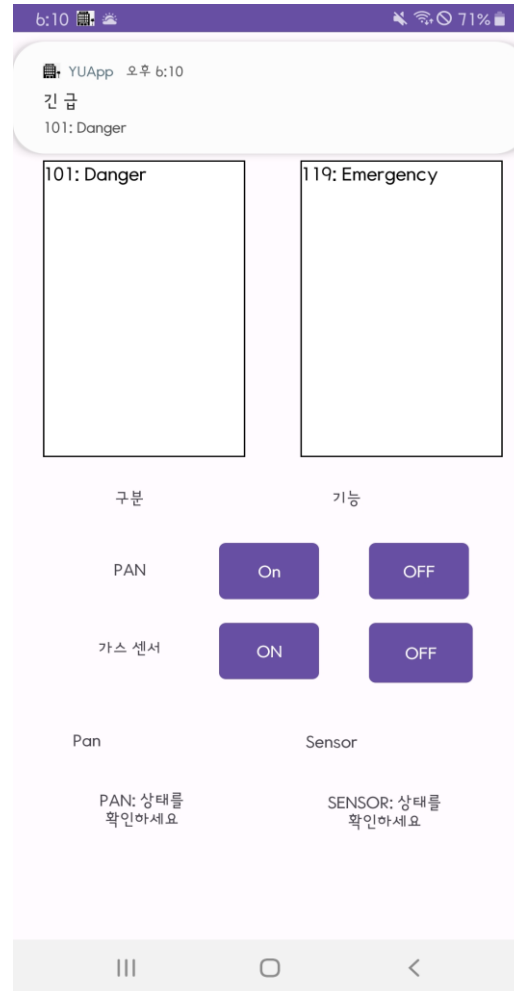 6:10 71%
YUApp 오후 6:10
긴급
101: Danger
101: Danger
119: Emergency
구분 기능
PAN On OFF
가스 센서 ON OFF
Pan Sensor
PAN: 상태를
확인하세요
SENSOR: 상태를
확인하세요